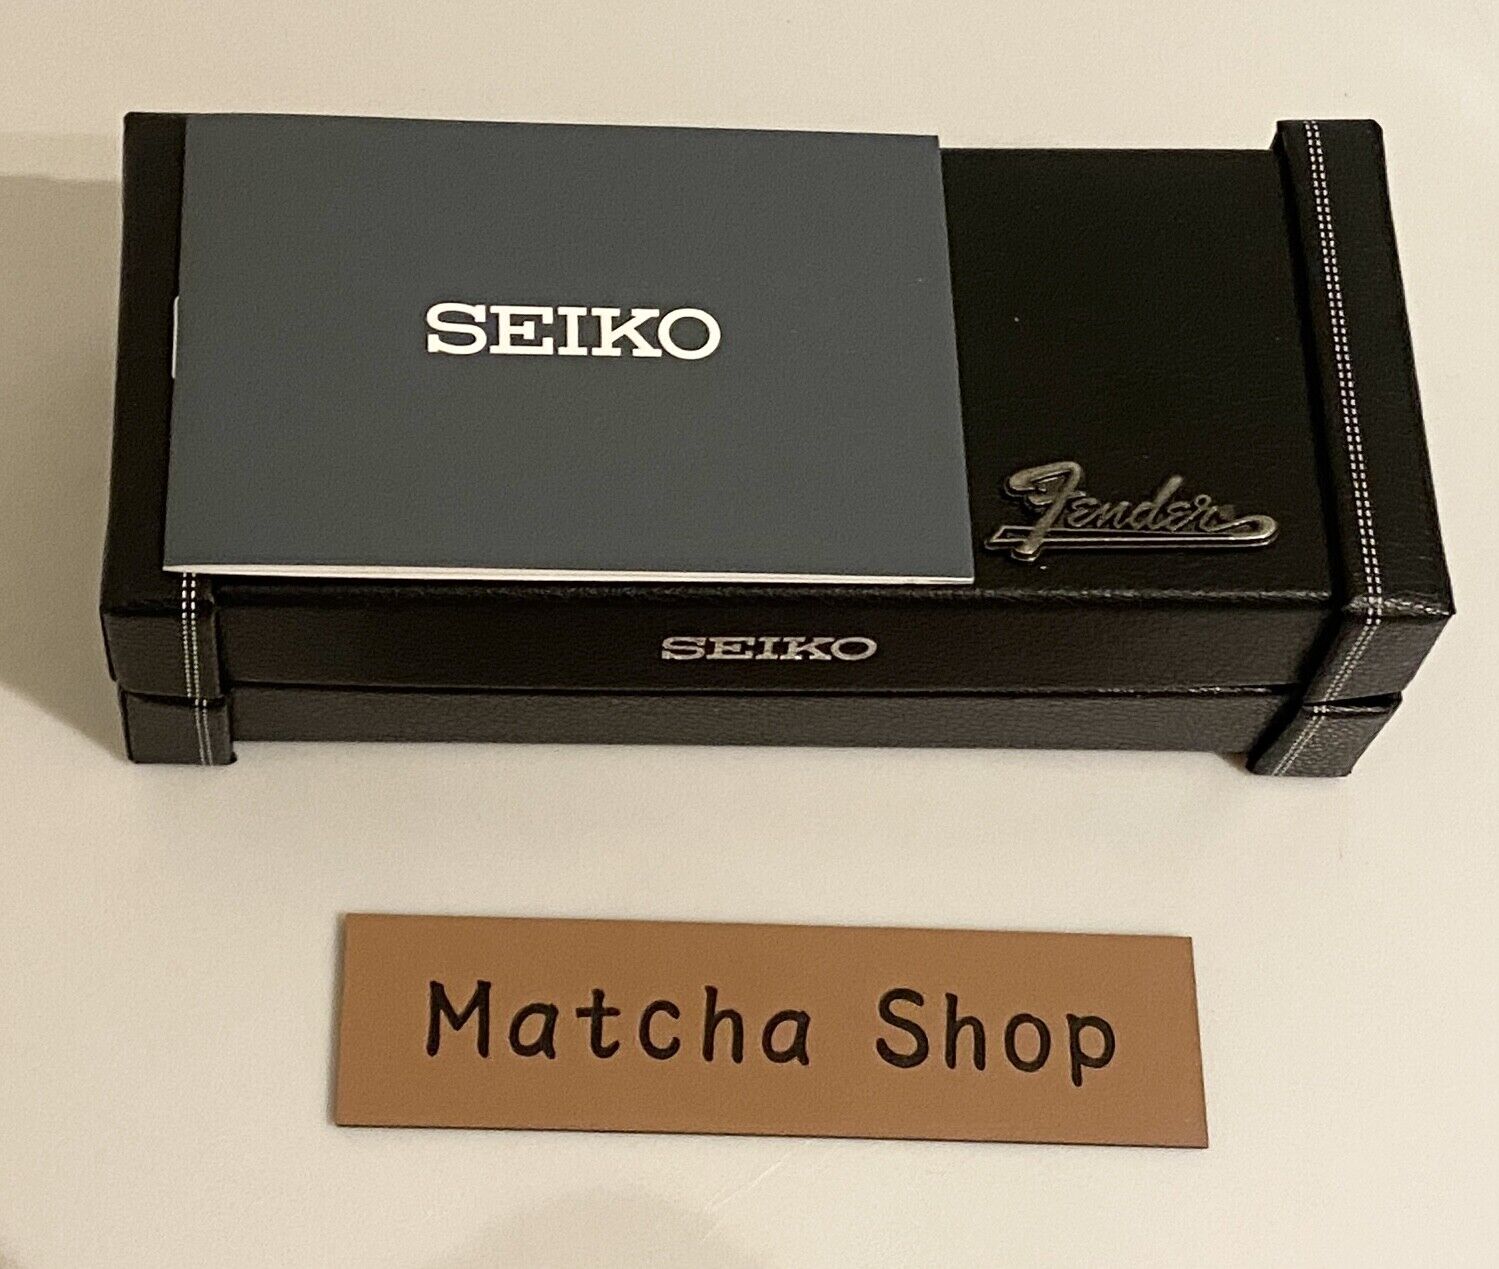 SEIKO
Fender
SEIKO
Matcha Shop